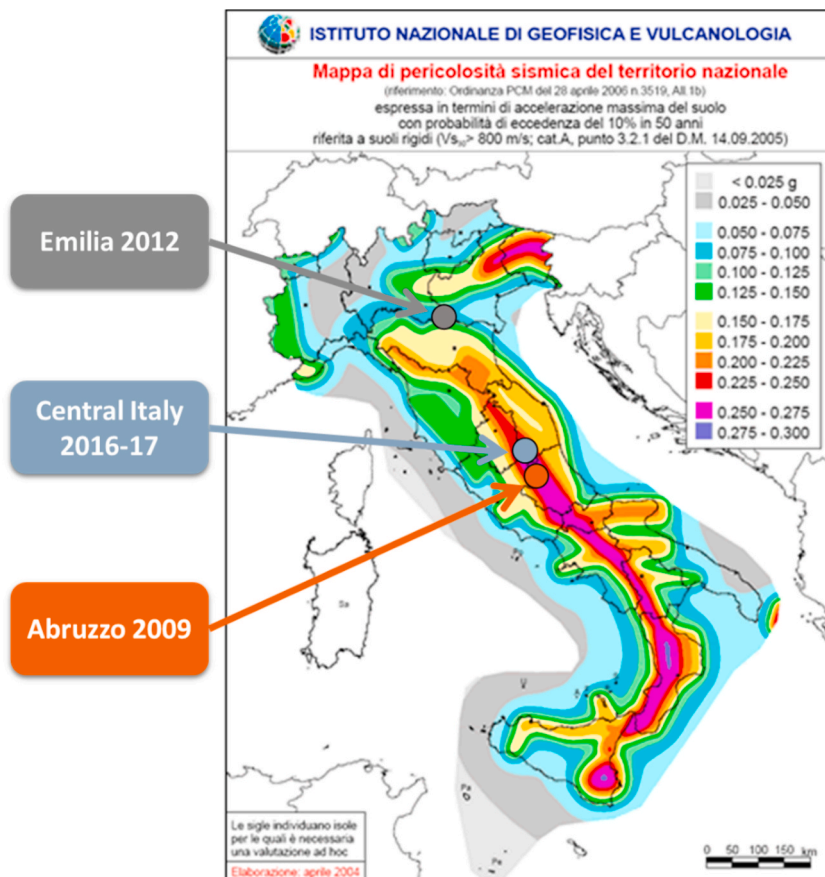 ISTITUTO NAZIONALE DI GEOFISICA E VULCANOLOGIA
Mappa di pericolosità sismica del territorio nazionale
(riferimento: Ordinanza PCM del 28 aprile 2006 n.3519, All.1b)
espressa in termini di accelerazione massima del suolo
con probabilità di eccedenza del 10% in 50 anni
riferita a suoli rigidi (Vs₃₀> 800 m/s; cat.A, punto 3.2.1 del D.M. 14.09.2005)
< 0.025 g
0.025 - 0.050
0.050 - 0.075
0.075 - 0.100
0.100 - 0.125
0.125 - 0.150
0.150 - 0.175
0.175 - 0.200
0.200 - 0.225
0.225 - 0.250
0.250 - 0.275
0.275 - 0.300
Emilia 2012
Central Italy
2016-17
Abruzzo 2009
U
Pa
Le sigle individuano isole
per le quali è necessaria
una valutazione ad hoc
Elaborazione: aprile 2004
0 50 100 150 km